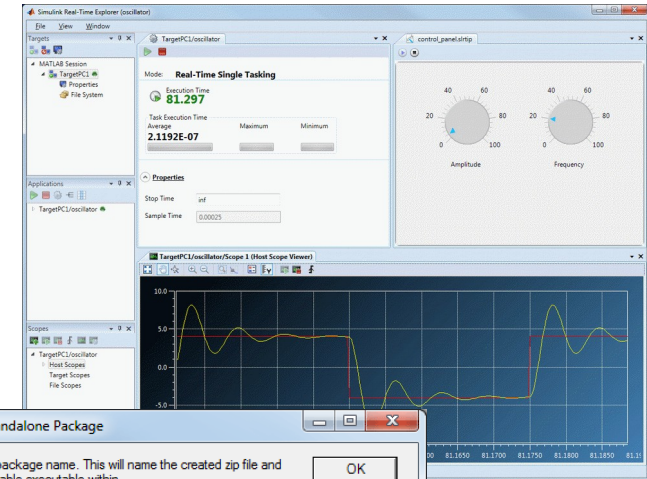 Simulink Real-Time Explorer (oscillator)
File View Window
Targets
MATLAB Session
TargetPC1
Properties
File System
Applications
TargetPC1/oscillator
Scopes
TargetPC1/oscillator
Host Scopes
Target Scopes
File Scopes
TargetPC1/oscillator
Mode: Real-Time Single Tasking
Execution Time
81.297
Task Execution Time
Average Maximum Minimum
2.1192E-07
Properties
Stop Time inf
Sample Time 0.00025
control_panel.slrtip
40 60
20 80
0 100
Amplitude
40 60
20 80
0 100
Frequency
TargetPC1/oscillator/Scope 1 (Host Scope Viewer)
10.0
5.0
0.0
-5.0
81.1650 81.1700 81.1750 81.1800 81.1850
ndalone Package
package name. This will name the created zip file and
able executable within
OK